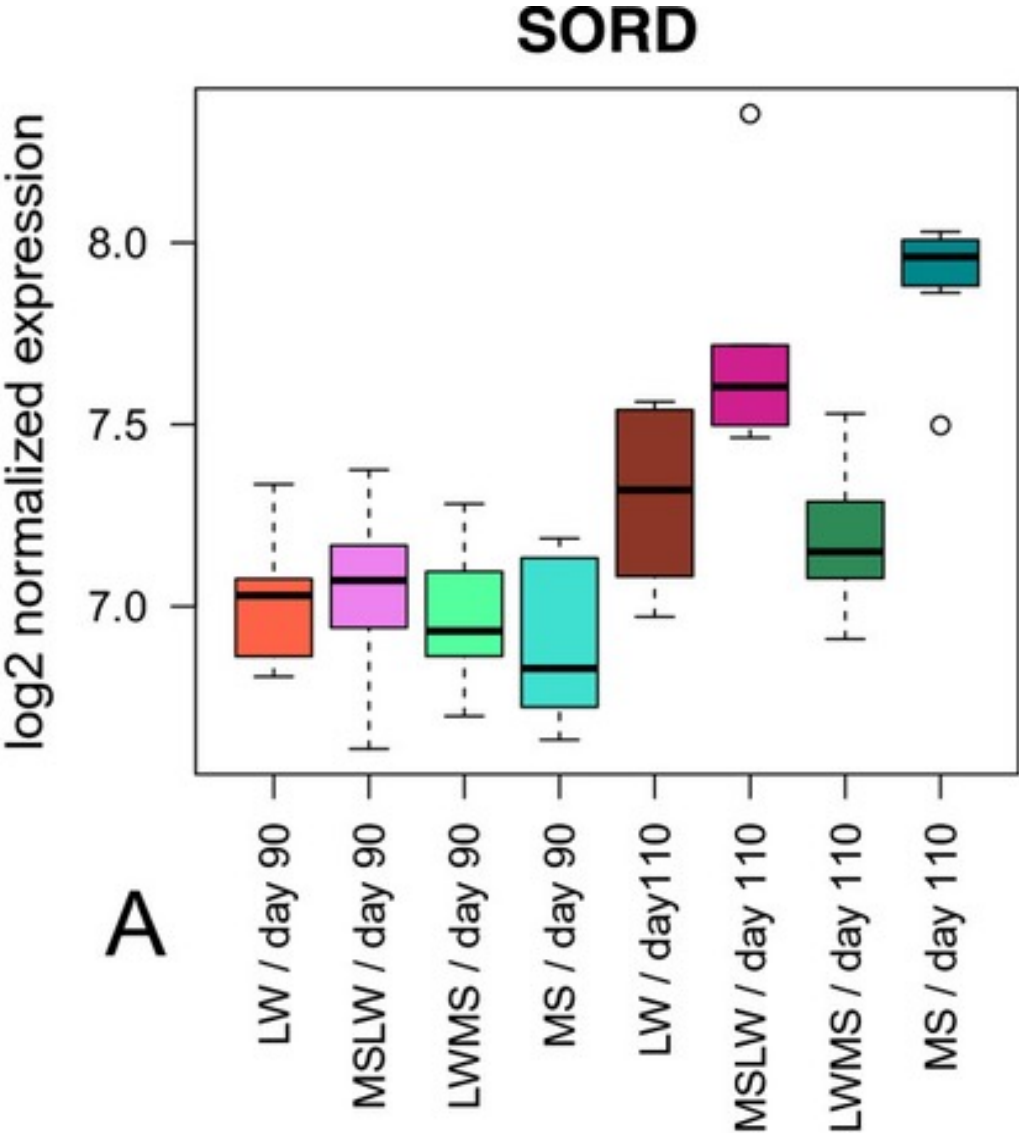 SORD
log2 normalized expression
8.0
7.5
7.0
LW / day 90
MSLW / day 90
LWMS / day 90
MS / day 90
LW / day110
MSLW / day 110
LWMS / day 110
MS / day 110
A